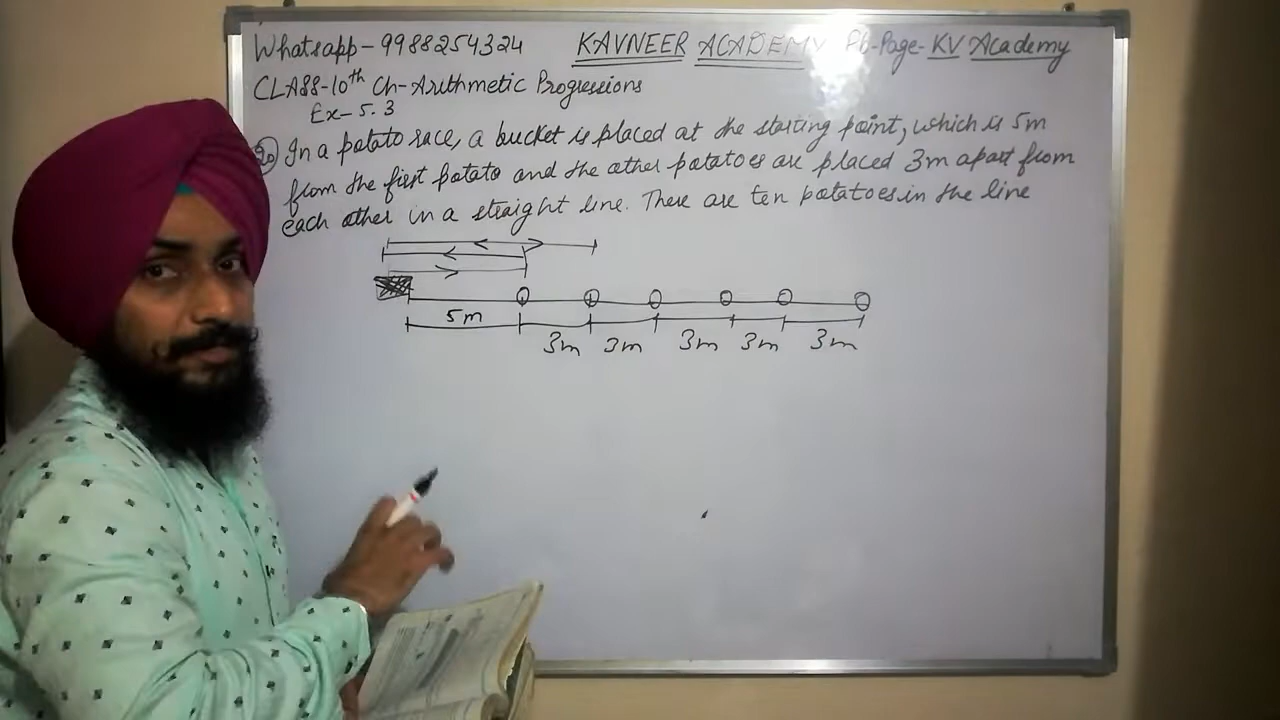 Whatsapp-9988254324 KAVNEER ACADEMY Fb-Page-KV Academy
CLASS-10th Ch-Arithmetic Progressions
Ex-5.3
20) In a potato race, a bucket is placed at the starting point, which is 5m
from the first potato and the other potatoes are placed 3m apart from
each other in a straight line. There are ten potatoes in the line
5m
3m 3m 3m 3m 3m